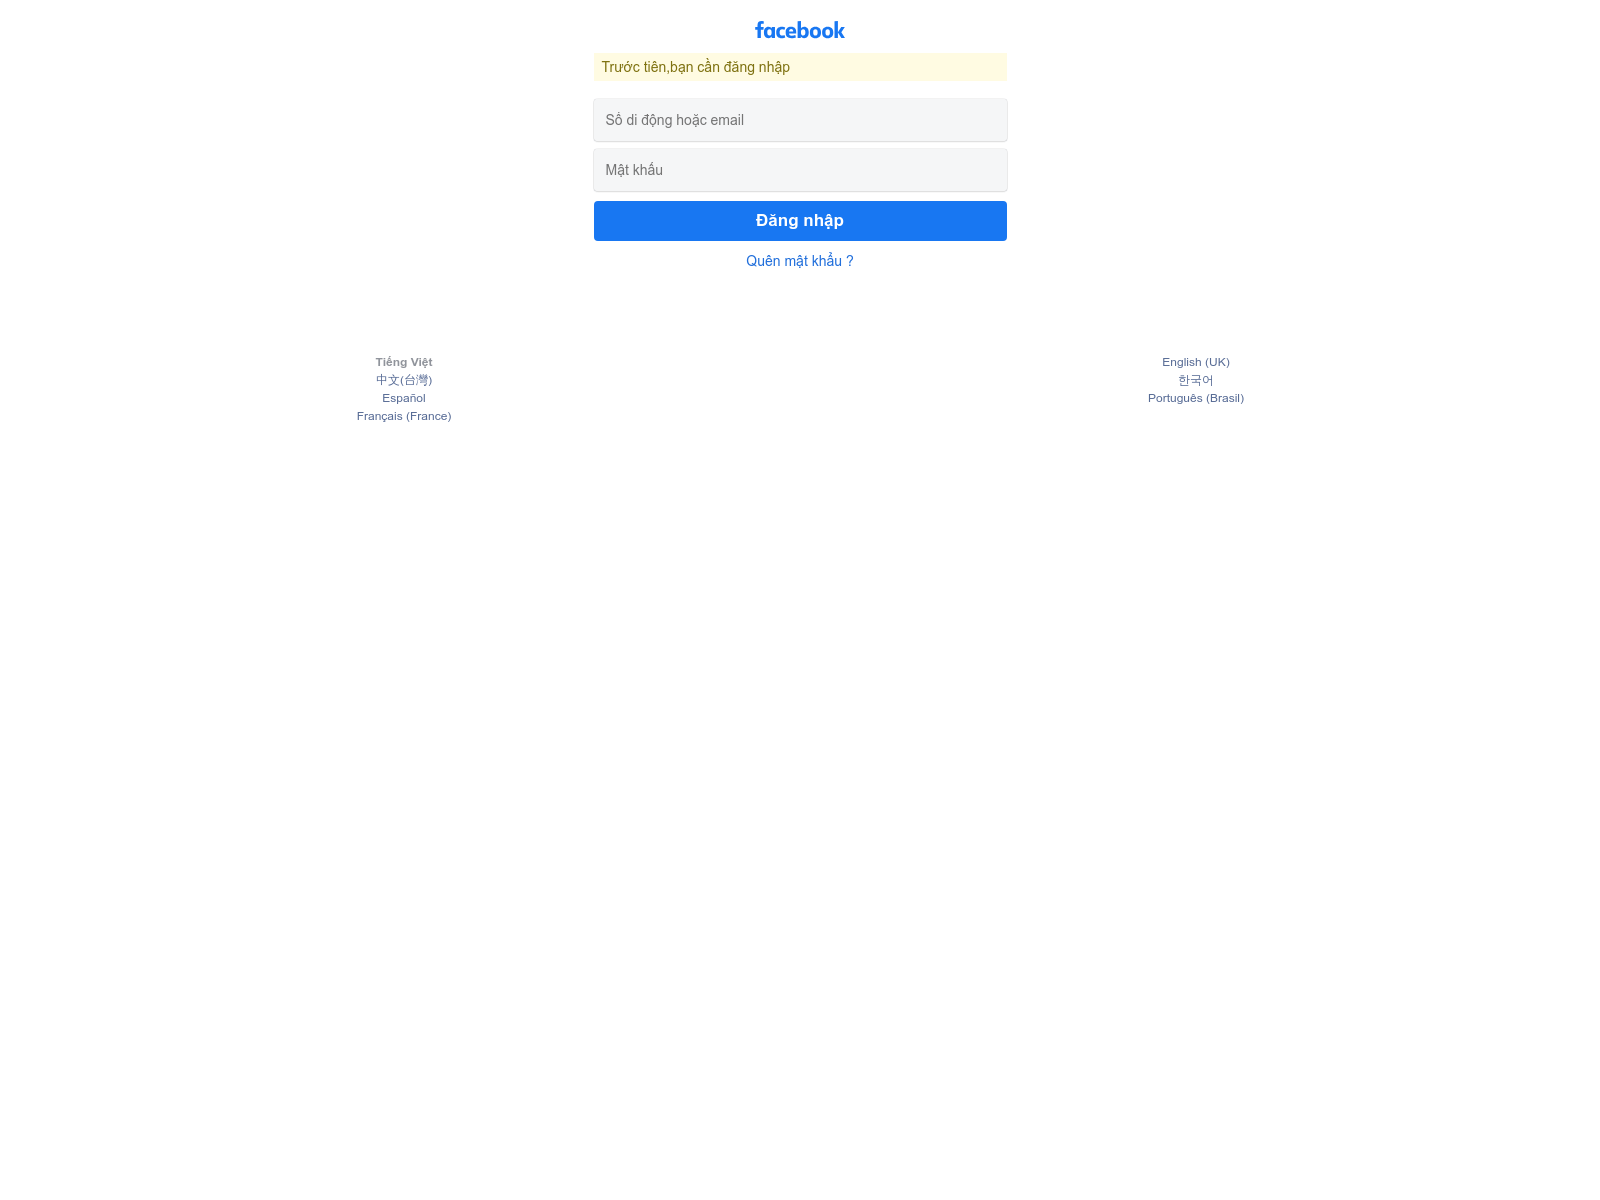 facebook
Trước tiên,bạn cần đăng nhập
Số di động hoặc email
Mật khẩu
Đăng nhập
Quên mật khẩu ?
Tiếng Việt
中文(台灣)
Español
Français (France)
English (UK)
한국어
Português (Brasil)